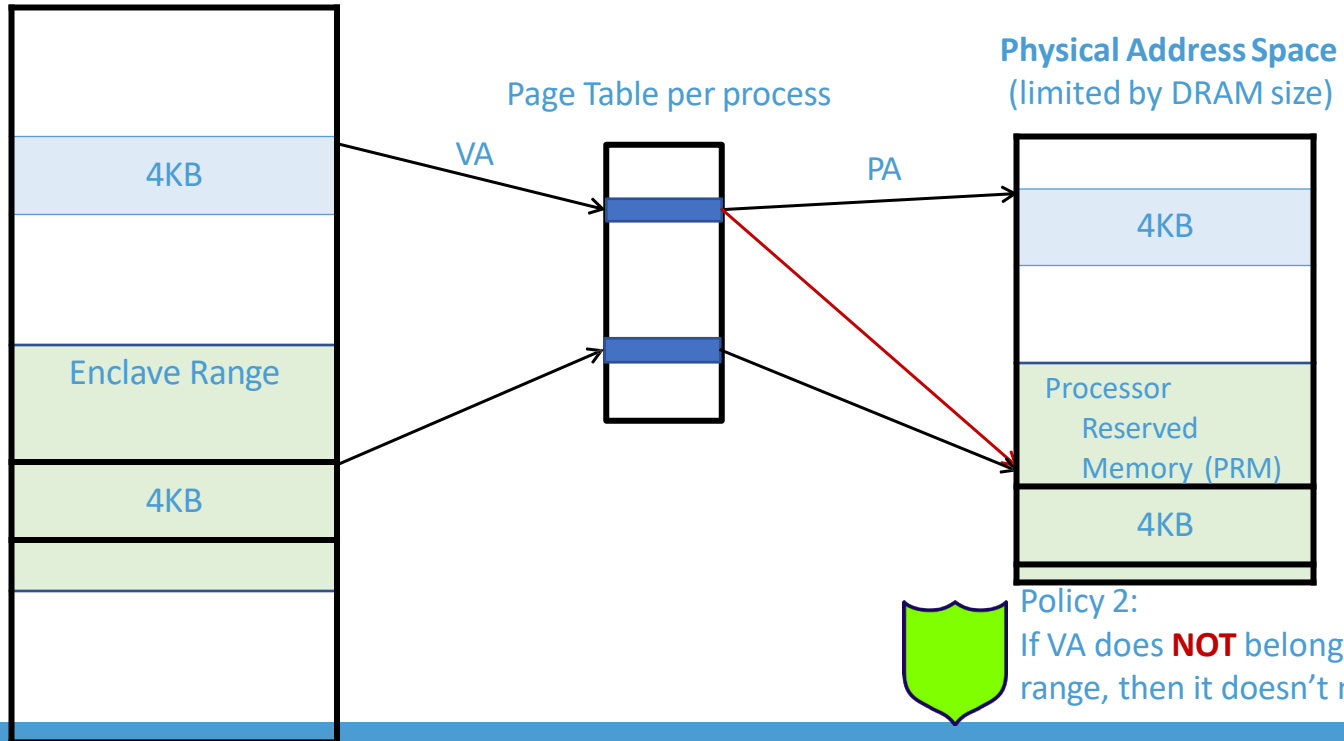 4KB
Enclave Range
4KB
Page Table per process
VA
PA
Physical Address Space
(limited by DRAM size)
4KB
Processor
Reserved
Memory (PRM)
4KB
Policy 2:
If VA does NOT belong
range, then it doesn't